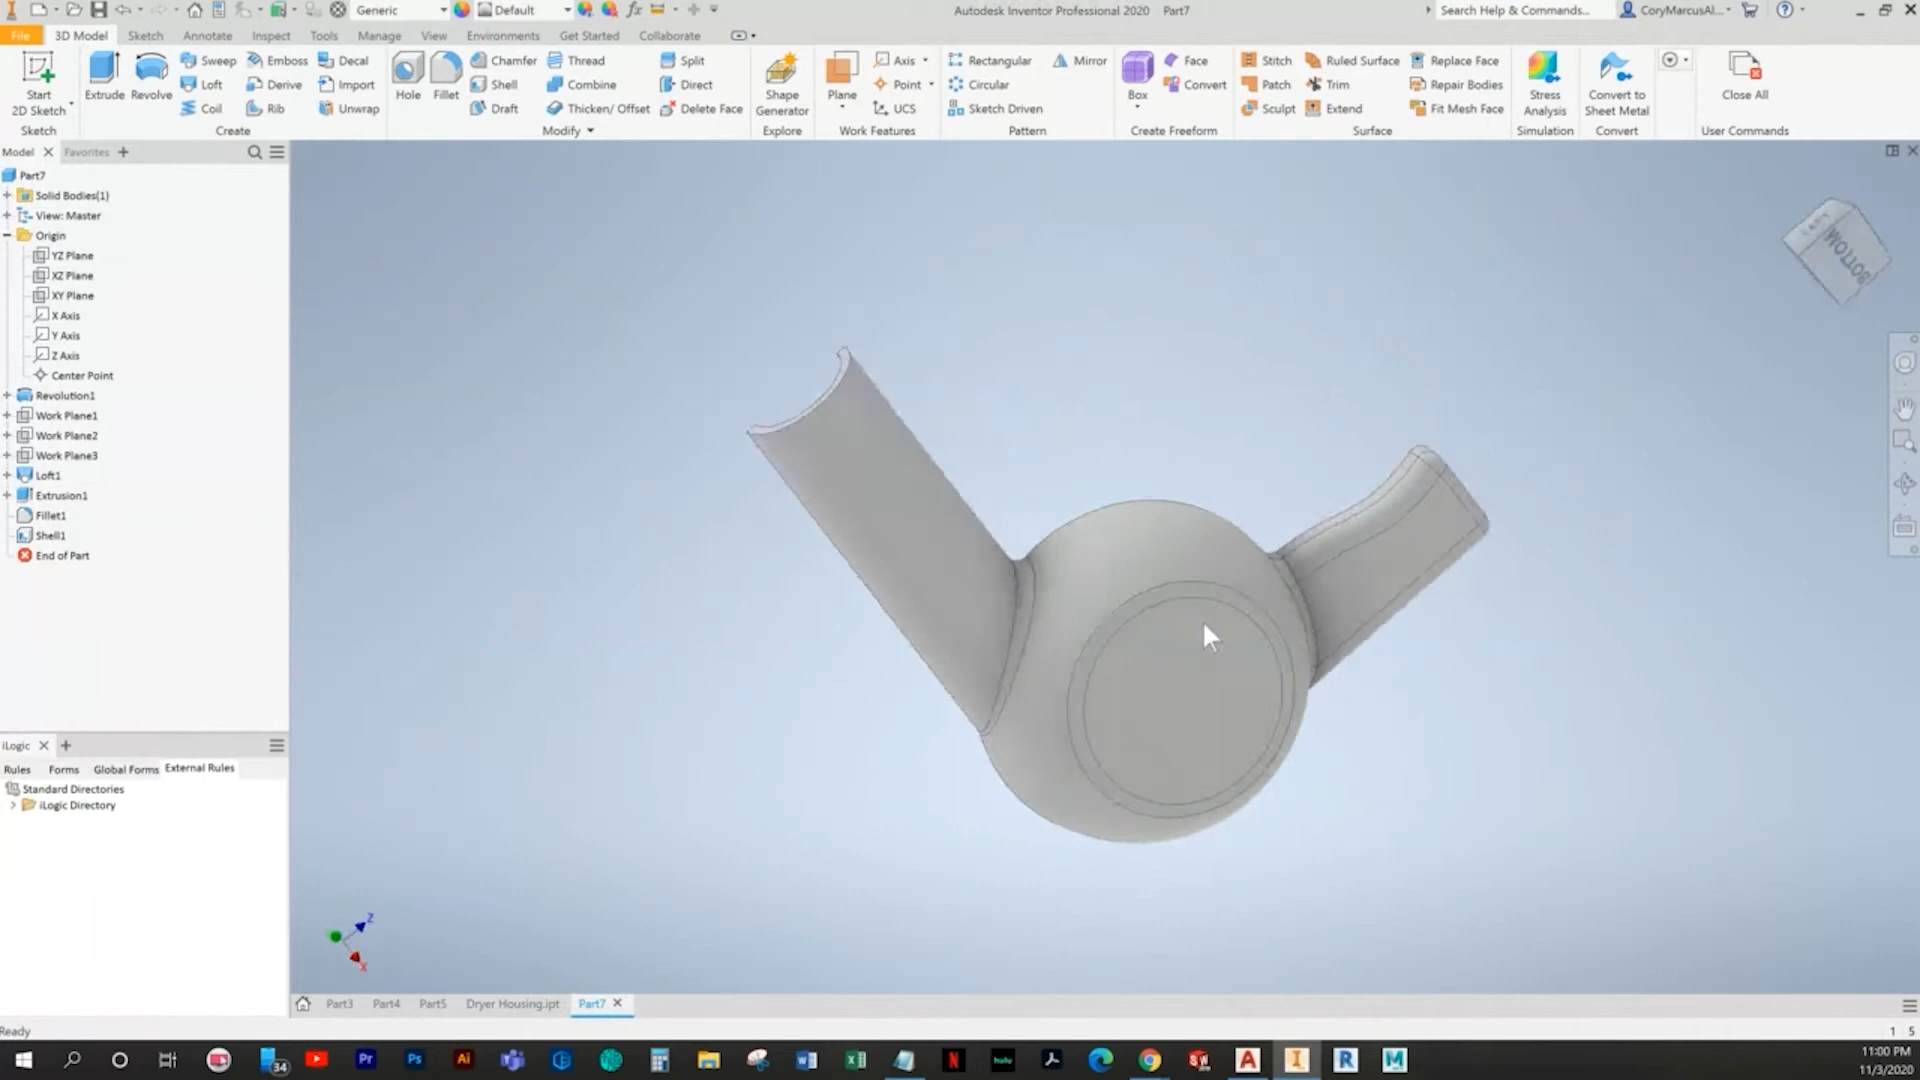 Generic
Default
Autodesk Inventor Professional 2020 Part7
Search Help & Commands...
CoryMarcusAl...
File 3D Model Sketch Annotate Inspect Tools Manage View Environments Get Started Collaborate
Start
2D Sketch
Sketch
Extrude
Revolve
Sweep
Emboss
Decal
Loft
Derive
Import
Coil
Rib
Unwrap
Create
Hole
Fillet
Chamfer
Thread
Split
Shell
Combine
Direct
Draft
Thicken/ Offset
Delete Face
Modify
Shape
Generator
Explore
Plane
Axis
Point
UCS
Work Features
Rectangular
Mirror
Circular
Sketch Driven
Pattern
Box
Face
Convert
Create Freeform
Stitch
Ruled Surface
Replace Face
Patch
Trim
Repair Bodies
Sculpt
Extend
Fit Mesh Face
Surface
Stress
Analysis
Simulation
Convert to
Sheet Metal
Convert
Close All
User Commands
Model Favorites
Part7
Solid Bodies(1)
View: Master
Origin
YZ Plane
XZ Plane
XY Plane
X Axis
Y Axis
Z Axis
Center Point
Revolution1
Work Plane1
Work Plane2
Work Plane3
Loft1
Extrusion1
Fillet1
Shell1
End of Part
BOTTOM
iLogic
Rules Forms Global Forms External Rules
Standard Directories
iLogic Directory
Z
X
Part3 Part4 Part5 Dryer Housing.ipt Part7
Ready
1 5
34
Pr
Ps
Ai
N
hulu
SW
A
I
R
M
11:00 PM
11/3/2020